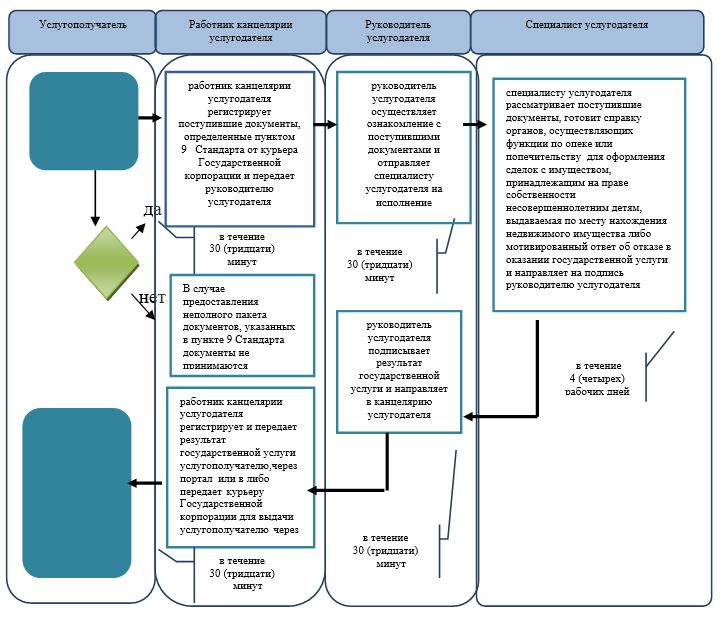 Услугополучатель
Работник канцелярии
услугодателя
Руководитель
услугодателя
Специалист услугодателя
работник канцелярии
услугодателя
регистрирует
поступившие документы,
определенные пунктом
9 Стандарта от курьера
Государственной
корпорации и передает
руководителю
услугодателя
руководитель
услугодателя
осуществляет
ознакомление с
поступившими
документами и
отправляет
специалисту
услугодателя на
исполнение
специалисту услугодателя
рассматривает поступившие
документы, готовит справку
органов, осуществляющих
функции по опеке или
попечительству для оформления
сделок с имуществом,
принадлежащим на праве
собственности
несовершеннолетним детям,
выдаваемая по месту нахождения
недвижимого имущества либо
мотивированный ответ об отказе в
оказании государственной услуги
и направляет на подпись
руководителю услугодателя
да
нет
в течение
30 (тридцати)
минут
в течение
30 (тридцати)
минут
В случае
предоставления
неполного пакета
документов, указанных
в пункте 9 Стандарта
документы не
принимаются
руководитель
услугодателя
подписывает
результат
государственной
услуги и направляет
в канцелярию
услугодателя
в течение
4 (четырех)
рабочих дней
работник канцелярии
услугодателя
регистрирует и передает
результат
государственной услуги
услугополучателю,через
портал или в либо
передает курьеру
Государственной
корпорации для выдачи
услугополучателю через
в течение
30 (тридцати)
минут
в течение
30 (тридцати)
минут